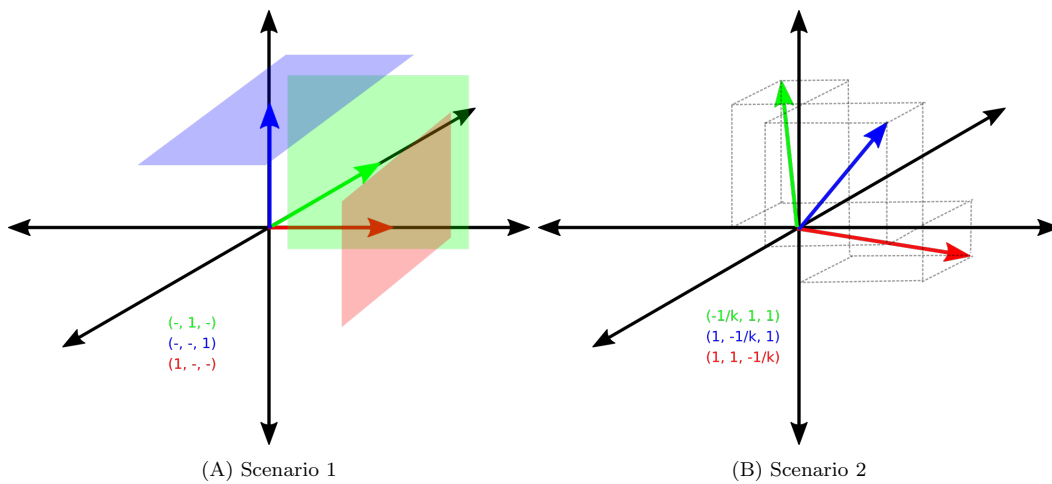 (-, 1, -)
(-, -, 1)
(1, -, -)
(A) Scenario 1
(-1/k, 1, 1)
(1, -1/k, 1)
(1, 1, -1/k)
(B) Scenario 2